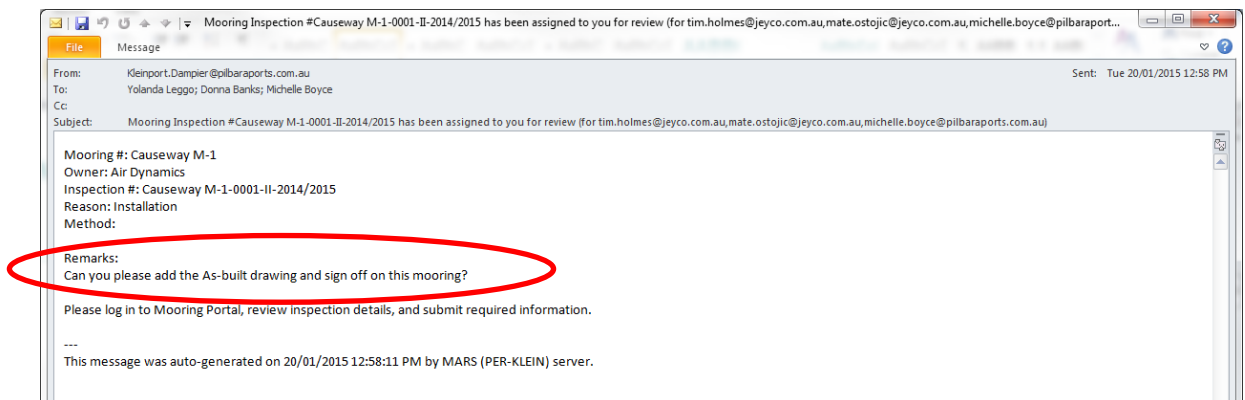 Mooring Inspection #Causeway M-1-0001-II-2014/2015 has been assigned to you for review (for tim.holmes@jeyco.com.au,mate.ostojic@jeyco.com.au,michelle.boyce@pilbaraport...
File Message
From: Kleinport.Dampier@pilbaraports.com.au Sent: Tue 20/01/2015 12:58 PM
To: Yolanda Leggo; Donna Banks; Michelle Boyce
Cc:
Subject: Mooring Inspection #Causeway M-1-0001-II-2014/2015 has been assigned to you for review (for tim.holmes@jeyco.com.au,mate.ostojic@jeyco.com.au,michelle.boyce@pilbaraports.com.au)
Mooring #: Causeway M-1
Owner: Air Dynamics
Inspection #: Causeway M-1-0001-II-2014/2015
Reason: Installation
Method:
Remarks:
Can you please add the As-built drawing and sign off on this mooring?
Please log in to Mooring Portal, review inspection details, and submit required information.
---
This message was auto-generated on 20/01/2015 12:58:11 PM by MARS (PER-KLEIN) server.